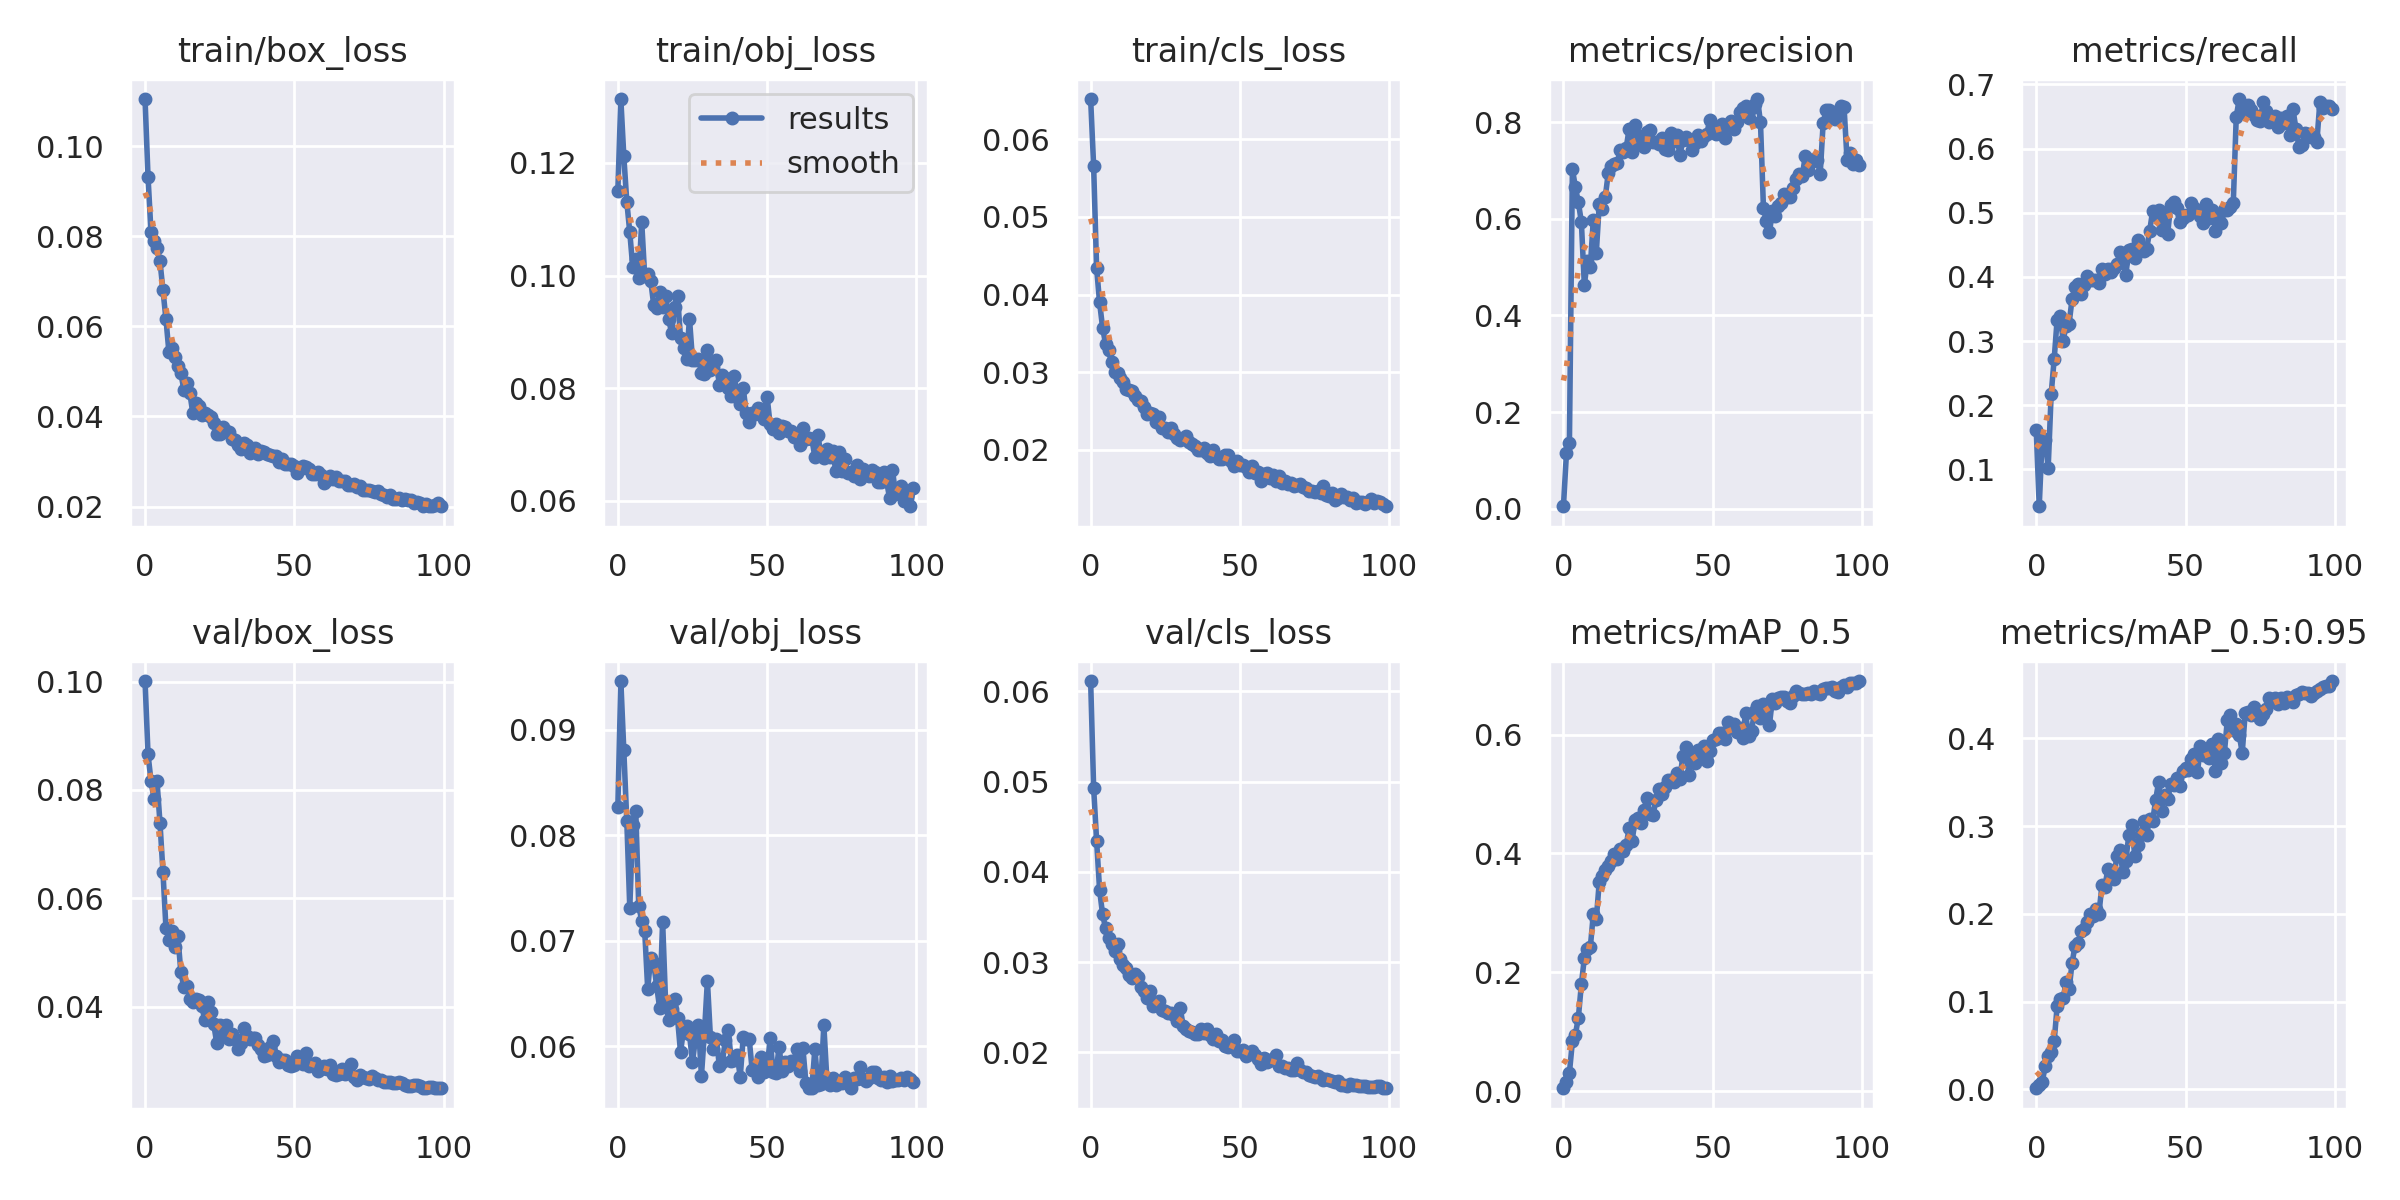 train/box_loss
0.10
0.08
0.06
0.04
0.02
0 50 100
train/obj_loss
results
smooth
0.12
0.10
0.08
0.06
0 50 100
train/cls_loss
0.06
0.05
0.04
0.03
0.02
0 50 100
metrics/precision
0.8
0.6
0.4
0.2
0.0
0 50 100
metrics/recall
0.7
0.6
0.5
0.4
0.3
0.2
0.1
0 50 100
val/box_loss
0.10
0.08
0.06
0.04
0 50 100
val/obj_loss
0.09
0.08
0.07
0.06
0 50 100
val/cls_loss
0.06
0.05
0.04
0.03
0.02
0 50 100
metrics/mAP_0.5
0.6
0.4
0.2
0.0
0 50 100
metrics/mAP_0.5:0.95
0.4
0.3
0.2
0.1
0.0
0 50 100